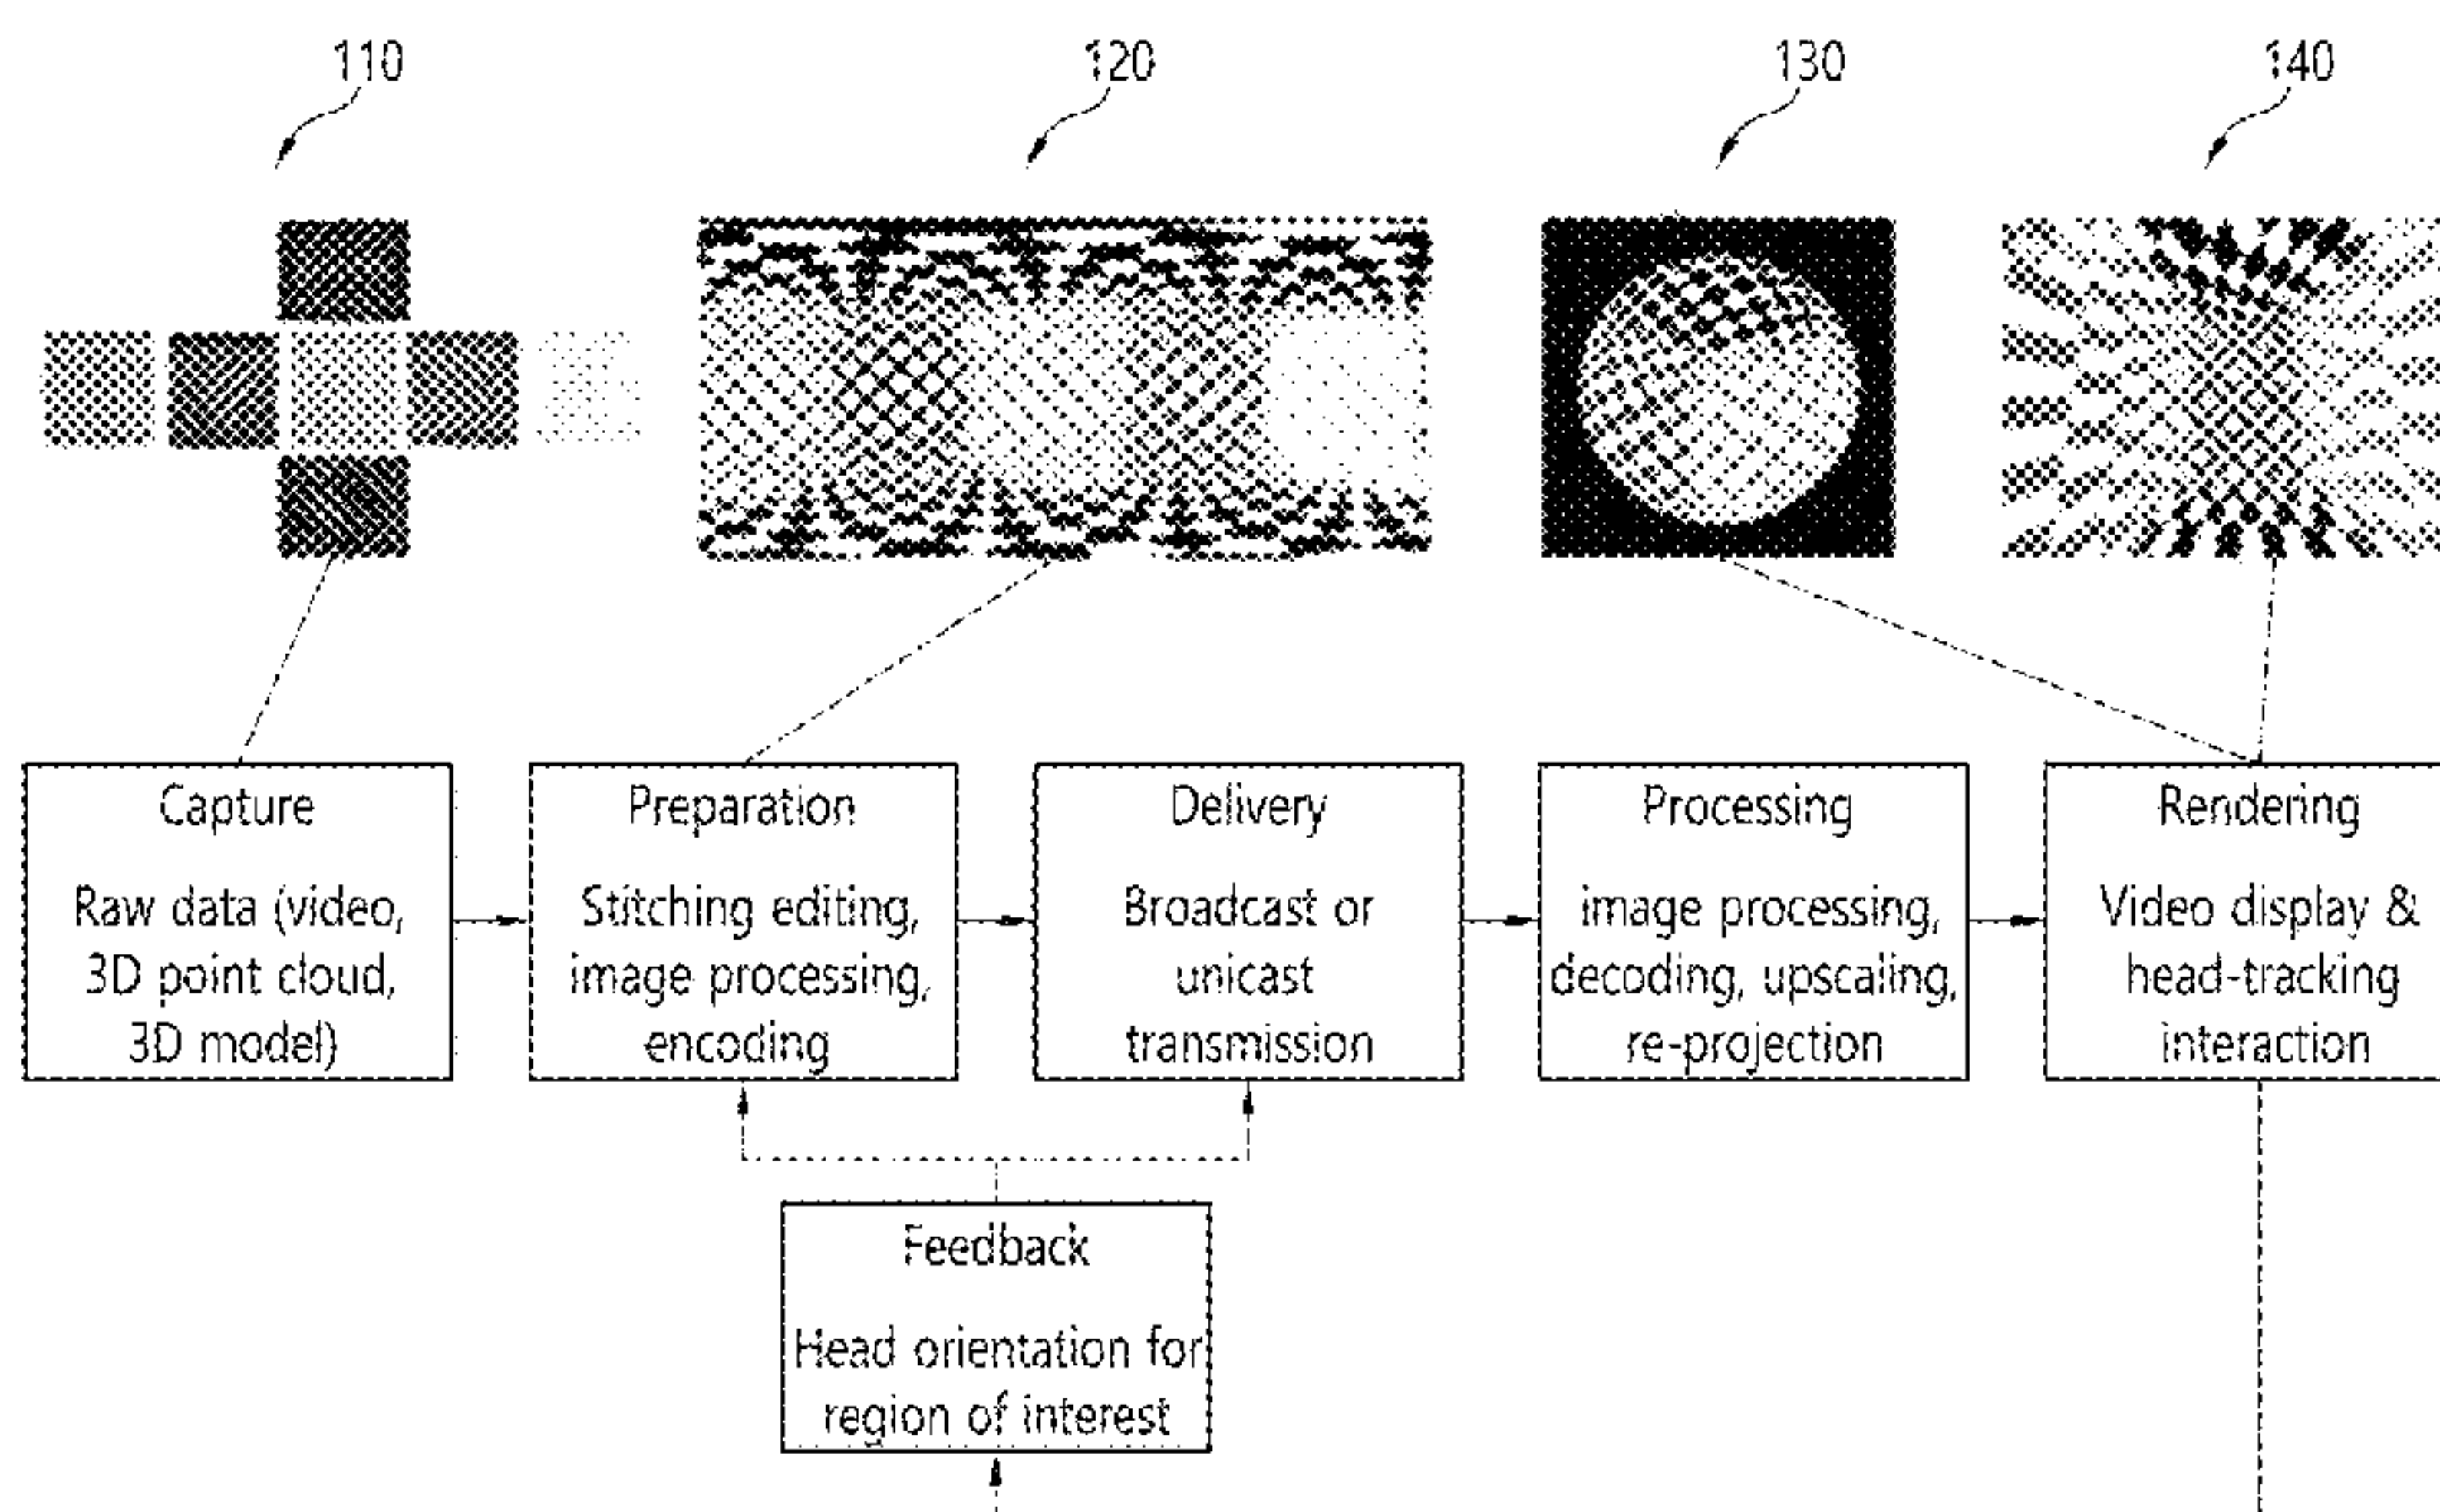 110
120
130
140
Capture
Raw data (video,
3D point cloud,
3D model)
Preparation
Stitching editing,
image processing,
encoding
Delivery
Broadcast or
unicast
transmission
Processing
image processing,
decoding, upscaling,
re-projection
Rendering
Video display &
head-tracking
interaction
Feedback
Head orientation for
region of interest